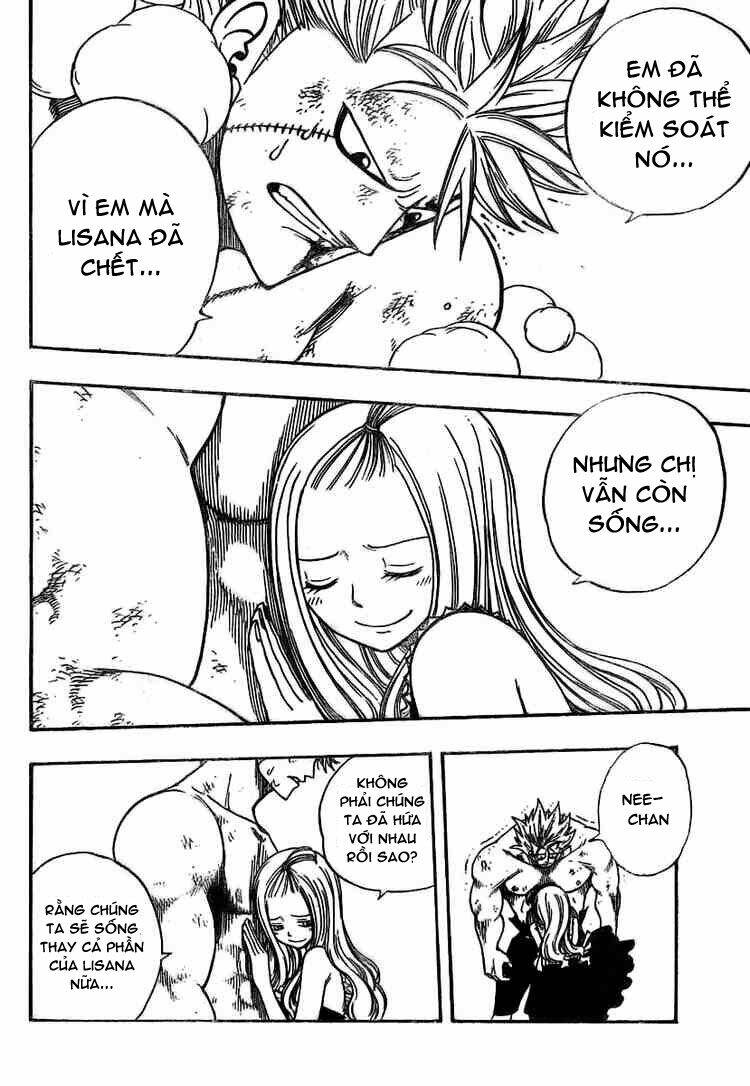 EM ĐÃ
KHÔNG THỂ
KIỂM SOÁT
NÓ...
VÌ EM MÀ
LISANA ĐÃ
CHẾT...
NHƯNG CHỊ
VẪN CÒN
SỐNG...
NEE-
CHAN
KHÔNG
PHẢI CHÚNG
TA ĐÃ HỨA
VỚI NHAU
RỒI SAO?
RẰNG CHÚNG
TA SẼ SỐNG
THAY CẢ PHẦN
CỦA LISANA
NỮA...